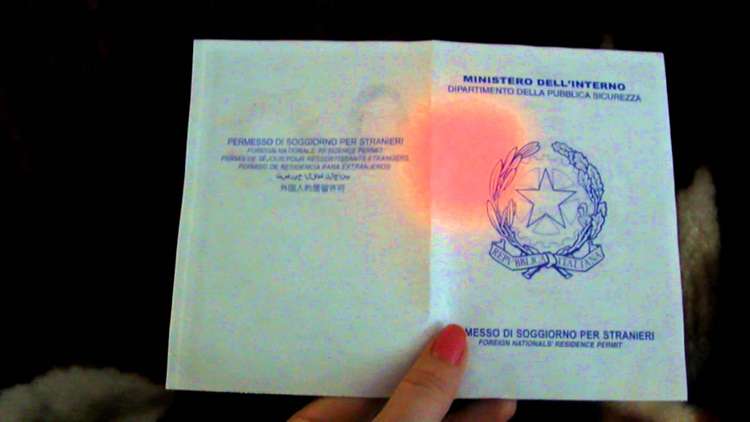 PERMESSO DI SOGGIORNO PER STRANIERI
FOREIGN NATIONALS' RESIDENCE PERMIT
PERMIS DE SÉJOUR POUR RESSORTISSANTS ÉTRANGERS
PERMISO DE RESIDENCIA PARA EXTRANJEROS
外国人的居留许可
MINISTERO DELL'INTERNO
DIPARTIMENTO DELLA PUBBLICA SICUREZZA
REPVBBLICA ITALIANA
MESSO DI SOGGIORNO PER STRANIERI
FOREIGN NATIONALS' RESIDENCE PERMIT